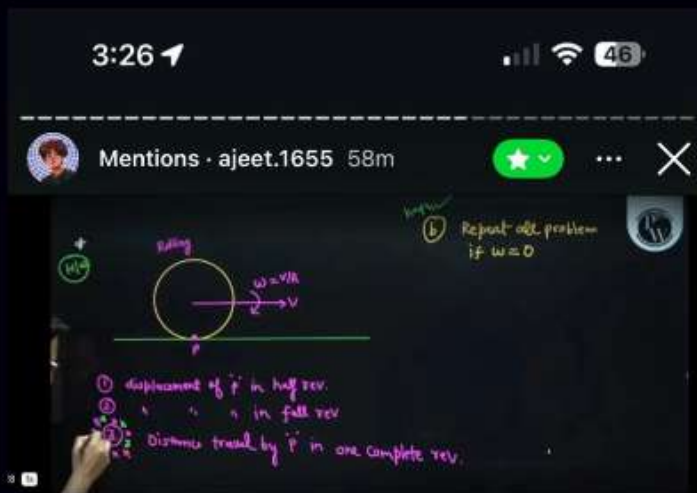 3:26
46
Mentions · ajeet.1655 58m
b Repeat all problem
if ω=0
H/W
Rolling
ω=V/R
V
P
① displacement of "P" in half rev.
② " " " in full rev
③ Distance travel by "P" in one complete rev.
PW